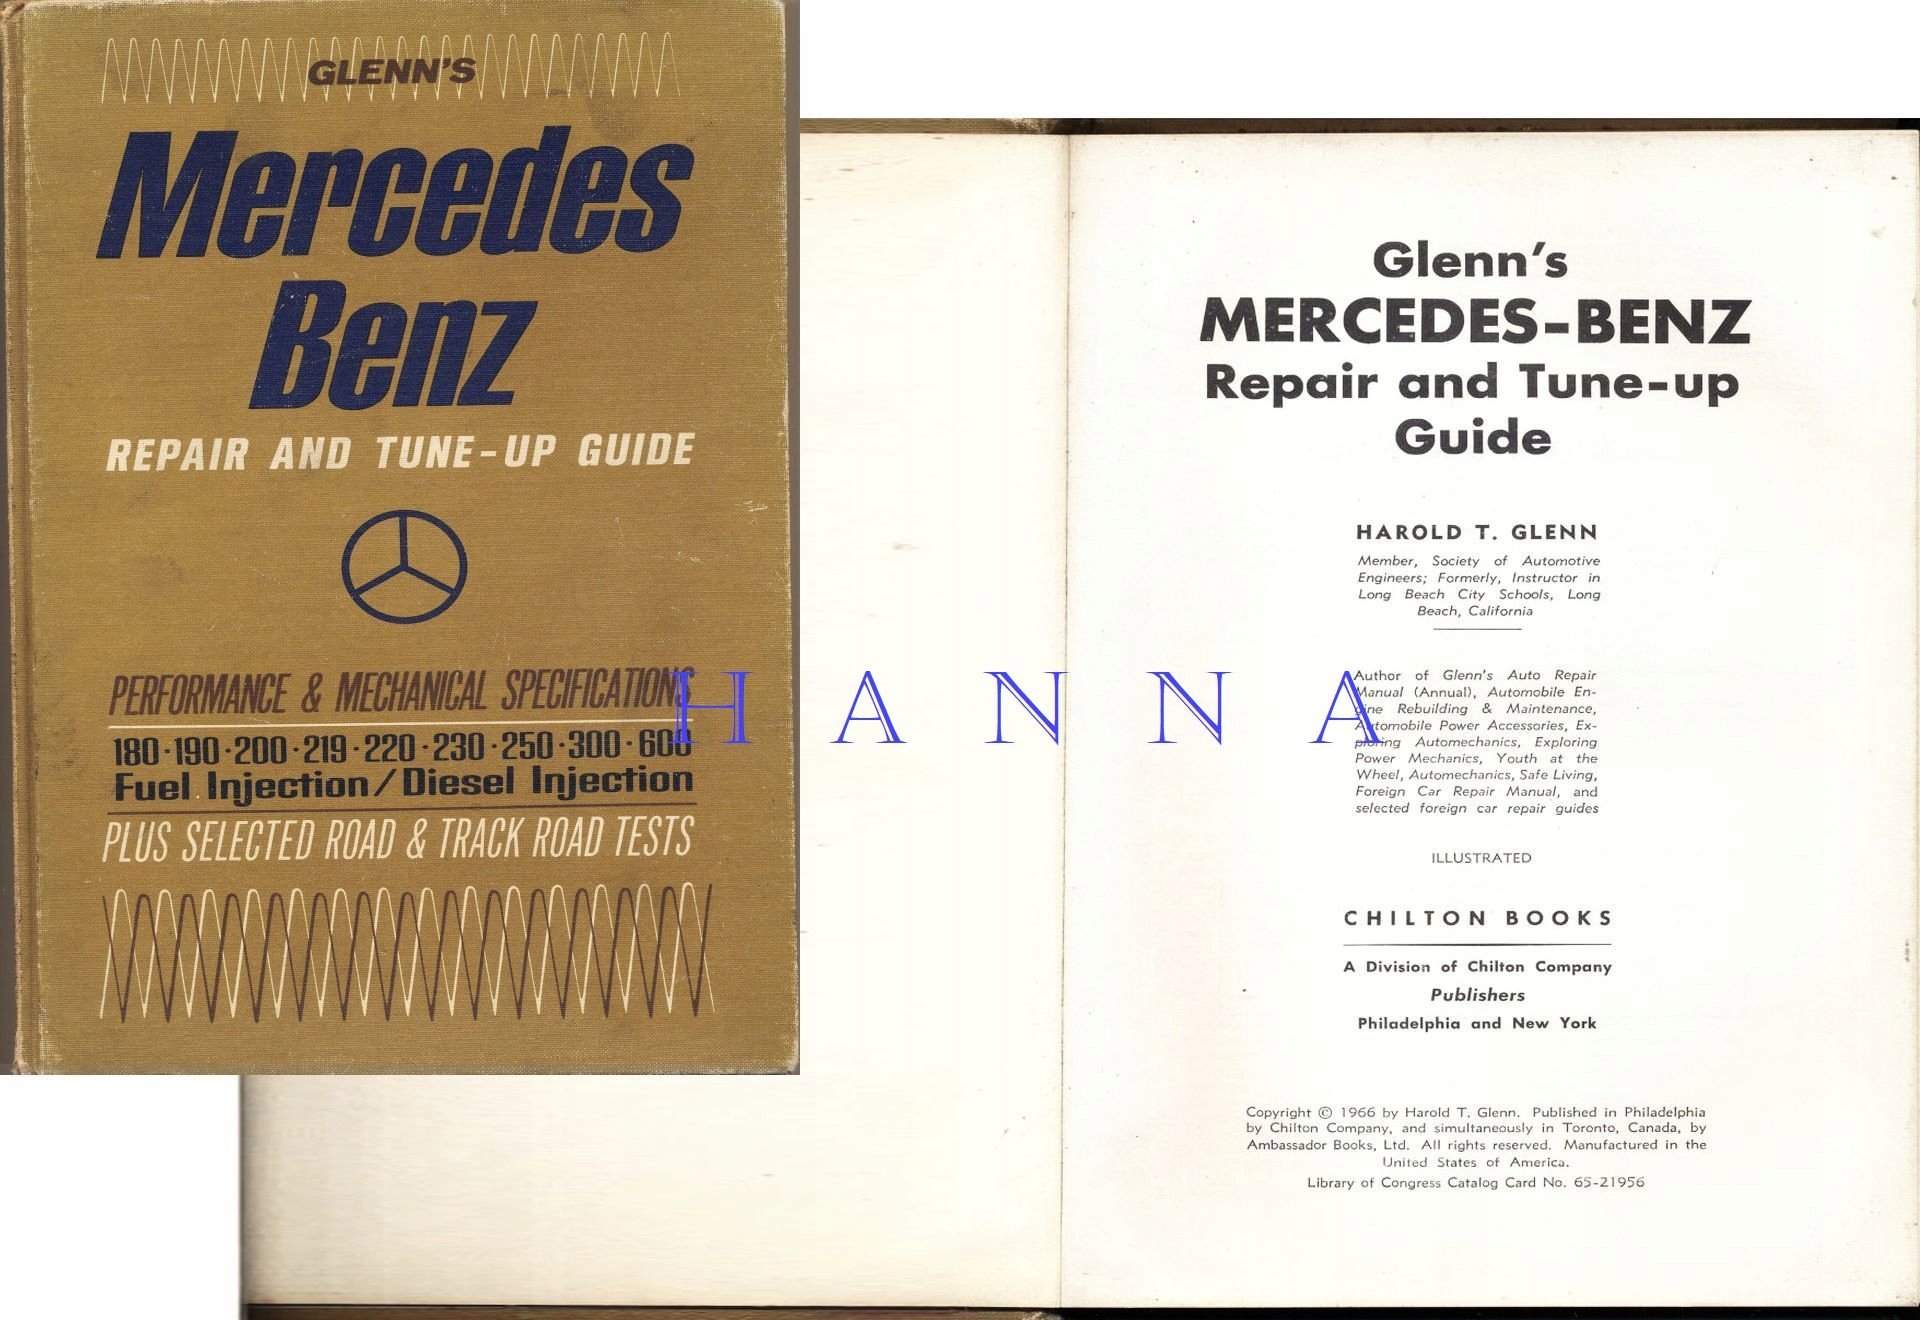 GLENN'S
Mercedes
Benz
REPAIR AND TUNE-UP GUIDE
PERFORMANCE & MECHANICAL SPECIFICATIONS
180·190·200·219·220·230·250·300·600
Fuel Injection/Diesel Injection
PLUS SELECTED ROAD & TRACK ROAD TESTS
HANNA
Glenn's
MERCEDES-BENZ
Repair and Tune-up
Guide
HAROLD T. GLENN
Member, Society of Automotive
Engineers; Formerly, Instructor in
Long Beach City Schools, Long
Beach, California
Author of Glenn's Auto Repair
Manual (Annual), Automobile En-
gine Rebuilding & Maintenance,
Automobile Power Accessories, Ex-
ploring Automechanics, Exploring
Power Mechanics, Youth at the
Wheel, Automechanics, Safe Living,
Foreign Car Repair Manual, and
selected foreign car repair guides
ILLUSTRATED
CHILTON BOOKS
A Division of Chilton Company
Publishers
Philadelphia and New York
Copyright © 1966 by Harold T. Glenn. Published in Philadelphia
by Chilton Company, and simultaneously in Toronto, Canada, by
Ambassador Books, Ltd. All rights reserved. Manufactured in the
United States of America.
Library of Congress Catalog Card No. 65-21956